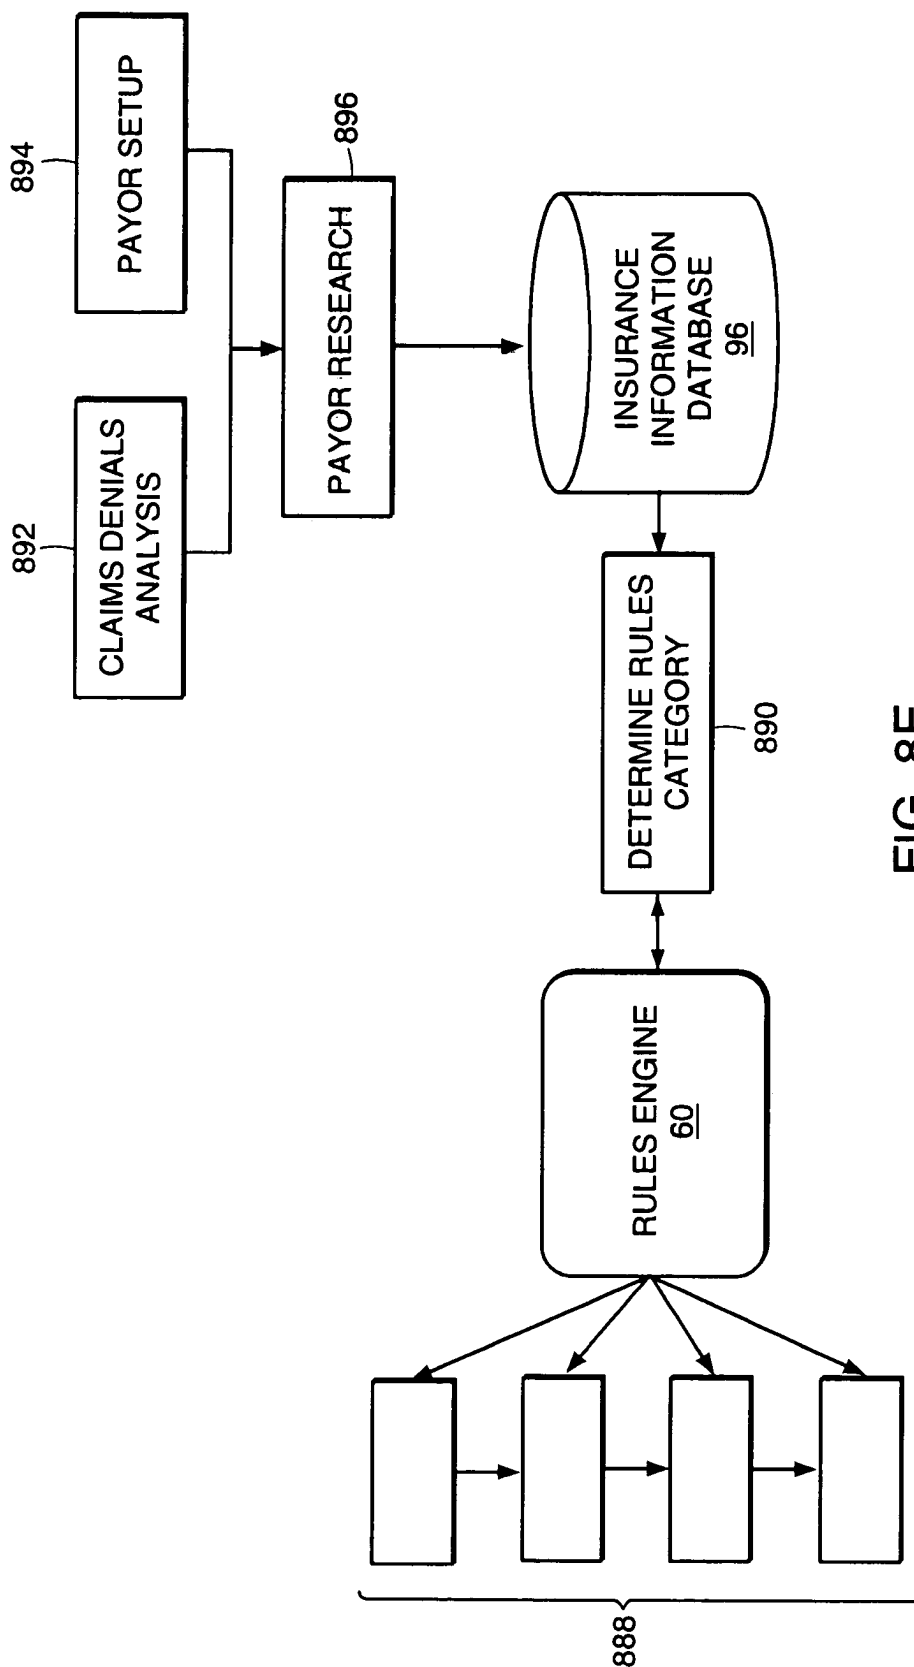 888
RULES ENGINE
60
DETERMINE RULES
CATEGORY
890
892
CLAIMS DENIALS
ANALYSIS
894
PAYOR SETUP
896
PAYOR RESEARCH
INSURANCE
INFORMATION
DATABASE
96
FIG.